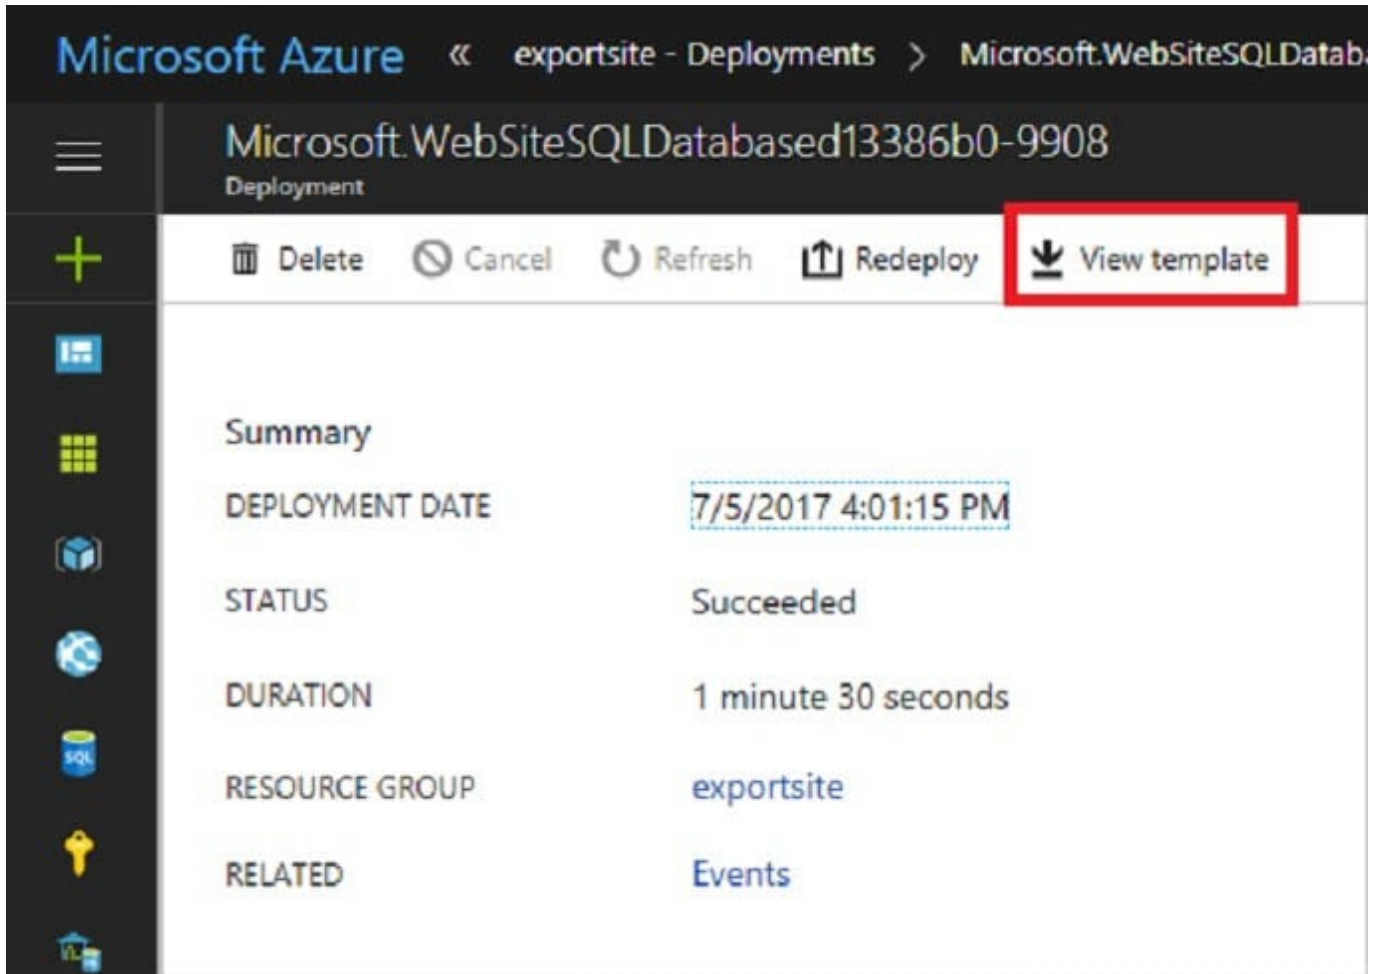 Microsoft Azure « exportsite - Deployments > Microsoft.WebSiteSQLDatab
Microsoft.WebSiteSQLDatabased13386b0-9908
Deployment
Delete Cancel Refresh Redeploy View template
Summary
DEPLOYMENT DATE 7/5/2017 4:01:15 PM
STATUS Succeeded
DURATION 1 minute 30 seconds
SQL
RESOURCE GROUP exportsite
RELATED Events